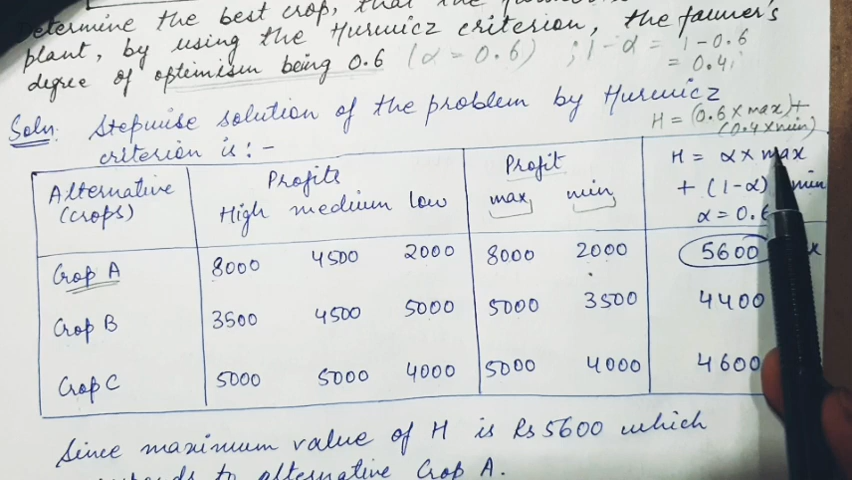 Determine the best crop, that the farmer
plant, by using the Hurwicz criterion, the farmer's
degree of optimism being 0.6 (α = 0.6) ; 1-α = 1-0.6
= 0.4
Soln: Stepwise solution of the problem by Hurwicz
criterion is :-
H = (0.6 × max) +
(0.4 × min)
Alternative (crops) Profits High medium low Profit max min H = α × max + (1-α) min α = 0.6
Crop A 8000 4500 2000 8000 2000 5600
Crop B 3500 4500 5000 5000 3500 4400
Crop C 5000 5000 4000 5000 4000 4600
Since maximum value of H is Rs 5600 which
to alternative Crop A.